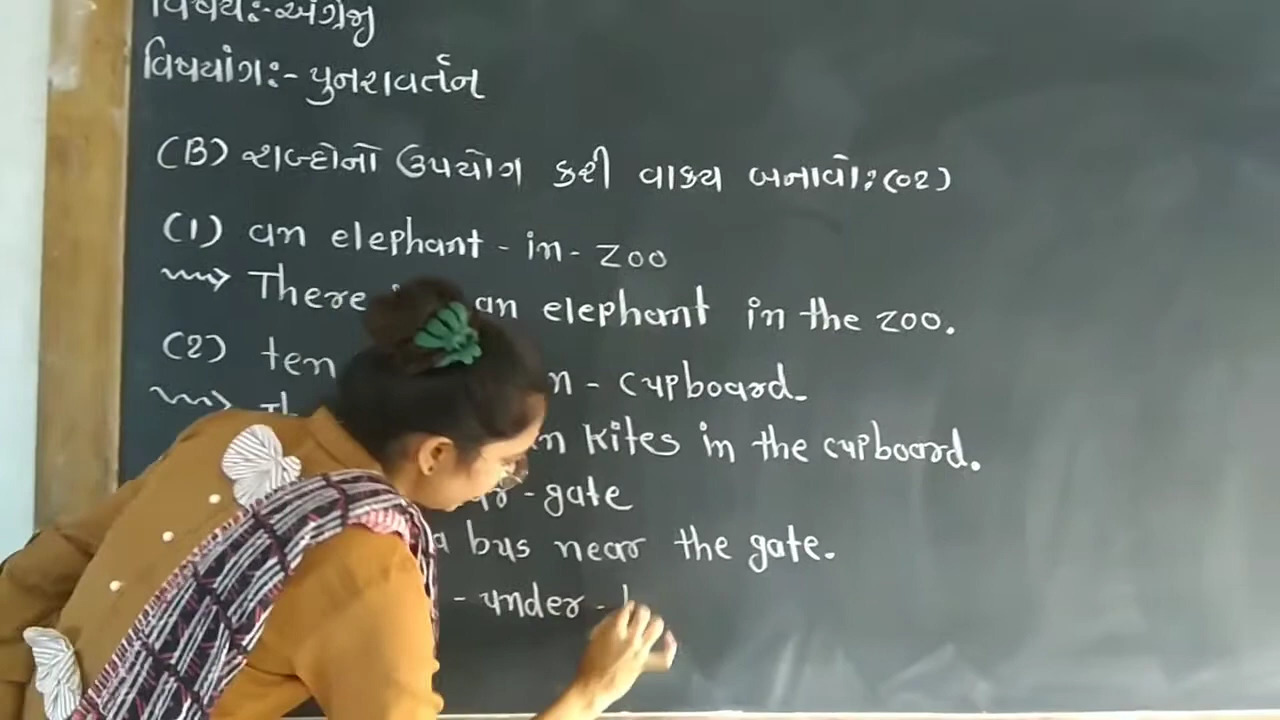 વિષય:-અંગ્રેજી
વિષયાંગ:- પુનરાવર્તન
(B) શબ્દોનો ઉપયોગ કરી વાક્ય બનાવો:(02)
(1) an elephant - in - zoo
There an elephant in the zoo.
(2) ten - cupboard.
kites in the cupboard.
- gate
a bus near the gate.
- under -